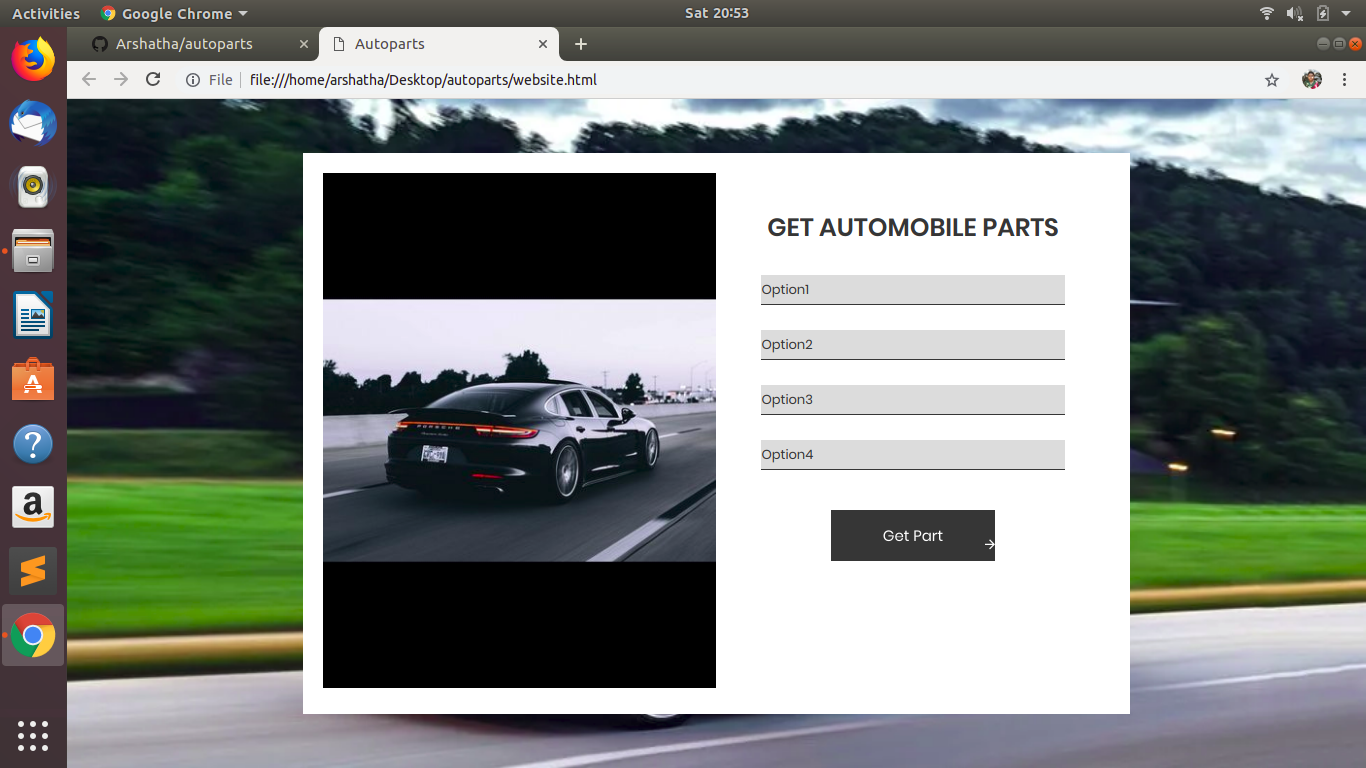 Activities Google Chrome Sat 20:53
Arshatha/autoparts Autoparts
File file:///home/arshatha/Desktop/autoparts/website.html
GET AUTOMOBILE PARTS
Option1
Option2
Option3
Option4
Get Part
PORSCHE